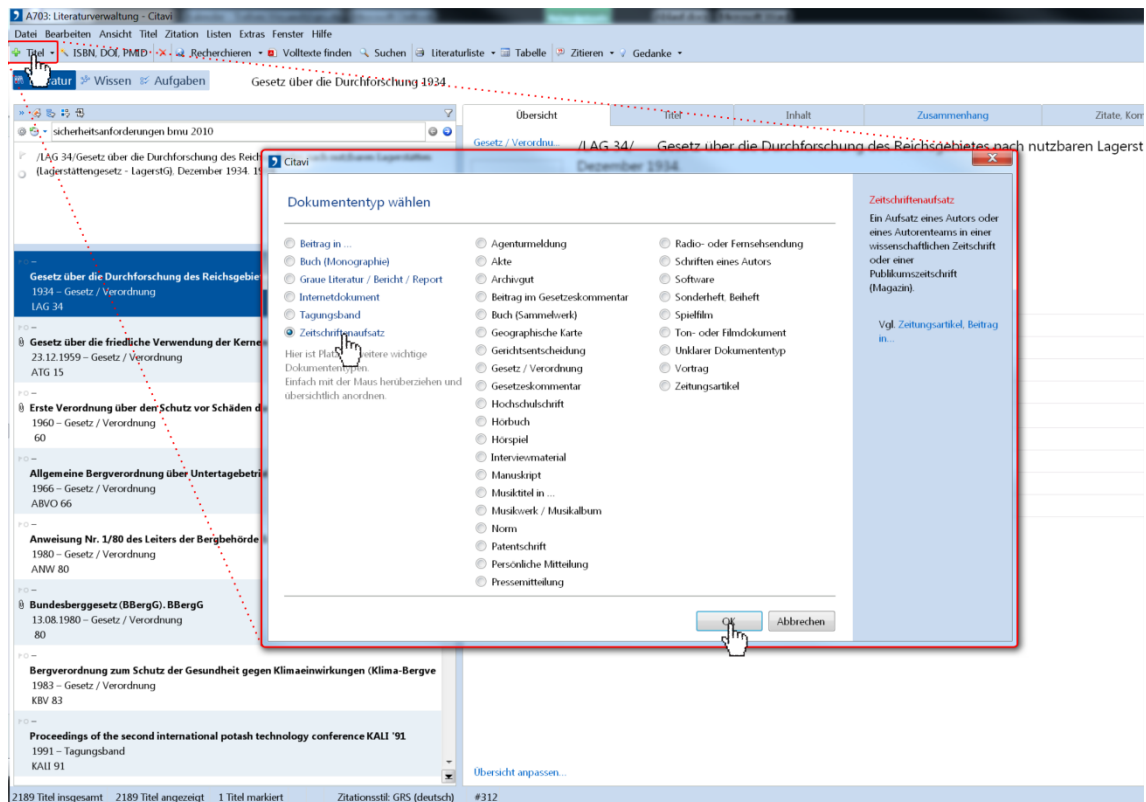 A703: Literaturverwaltung - Citavi
Datei Bearbeiten Ansicht Titel Zitation Listen Extras Fenster Hilfe
Titel ISBN, DOI, PMID Recherchieren Volltexte finden Suchen Literaturliste Tabelle Zitieren Gedanke
Literatur Wissen Aufgaben Gesetz über die Durchforschung 1934
sicherheitsanforderungen bmu 2010
/LAG 34/Gesetz über die Durchforschung des Reich
(Lagerstättengesetz - LagerstG). Dezember 1934. 1
Gesetz über die Durchforschung des Reichsgebie
1934 – Gesetz / Verordnung
LAG 34
Gesetz über die friedliche Verwendung der Kerne
23.12.1959 – Gesetz / Verordnung
ATG 15
Erste Verordnung über den Schutz vor Schäden d
1960 – Gesetz / Verordnung
60
Allgemeine Bergverordnung über Untertagebetri
1966 – Gesetz / Verordnung
ABVO 66
Anweisung Nr. 1/80 des Leiters der Bergbehörde
1980 – Gesetz / Verordnung
ANW 80
Bundesberggesetz (BBergG). BBergG
13.08.1980 – Gesetz / Verordnung
80
Bergverordnung zum Schutz der Gesundheit gegen Klimaeinwirkungen (Klima-Bergve
1983 – Gesetz / Verordnung
KBV 83
Proceedings of the second international potash technology conference KALI '91
1991 – Tagungsband
KALI 91
Übersicht Titel Inhalt Zusammenhang Zitate, Kom
Gesetz / Verordnu... /LAG 34/ Gesetz über die Durchforschung des Reichsgebietes nach nutzbaren Lagerst
Dezember 1934.
Citavi
Dokumententyp wählen
Beitrag in ...
Buch (Monographie)
Graue Literatur / Bericht / Report
Internetdokument
Tagungsband
Zeitschriftenaufsatz
Hier ist Platz weitere wichtige
Dokumententypen.
Einfach mit der Maus herüberziehen und
übersichtlich anordnen.
Agenturmeldung
Akte
Archivgut
Beitrag im Gesetzeskommentar
Buch (Sammelwerk)
Geographische Karte
Gerichtsentscheidung
Gesetz / Verordnung
Gesetzeskommentar
Hochschulschrift
Hörbuch
Hörspiel
Interviewmaterial
Manuskript
Musiktitel in ...
Musikwerk / Musikalbum
Norm
Patentschrift
Persönliche Mitteilung
Pressemitteilung
Radio- oder Fernsehsendung
Schriften eines Autors
Software
Sonderheft, Beiheft
Spielfilm
Ton- oder Filmdokument
Unklarer Dokumententyp
Vortrag
Zeitungsartikel
Zeitschriftenaufsatz
Ein Aufsatz eines Autors oder
eines Autorenteams in einer
wissenschaftlichen Zeitschrift
oder einer
Publikumszeitschrift
(Magazin).
Vgl. Zeitungsartikel, Beitrag
in...
OK Abbrechen
Übersicht anpassen...
2189 Titel insgesamt 2189 Titel angezeigt 1 Titel markiert Zitationsstil: GRS (deutsch) #312